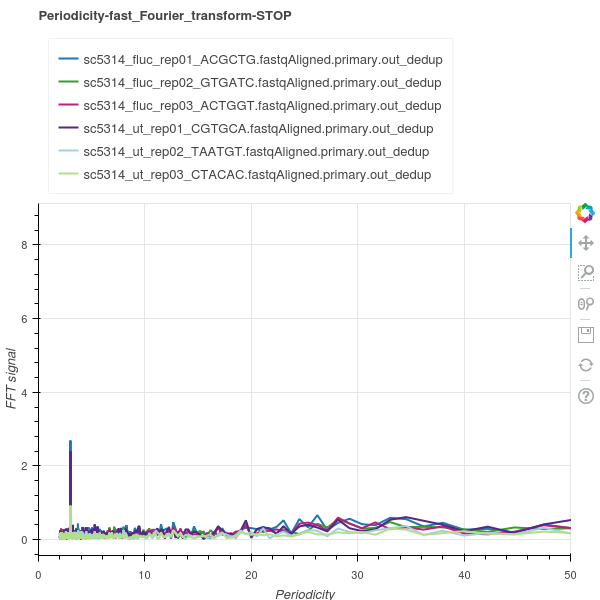 Periodicity-fast_Fourier_transform-STOP
sc5314_fluc_rep01_ACGCTG.fastqAligned.primary.out_dedup
sc5314_fluc_rep02_GTGATC.fastqAligned.primary.out_dedup
sc5314_fluc_rep03_ACTGGT.fastqAligned.primary.out_dedup
sc5314_ut_rep01_CGTGCA.fastqAligned.primary.out_dedup
sc5314_ut_rep02_TAATGT.fastqAligned.primary.out_dedup
sc5314_ut_rep03_CTACAC.fastqAligned.primary.out_dedup
8
6
4
2
0
FFT signal
0 10 20 30 40 50
Periodicity